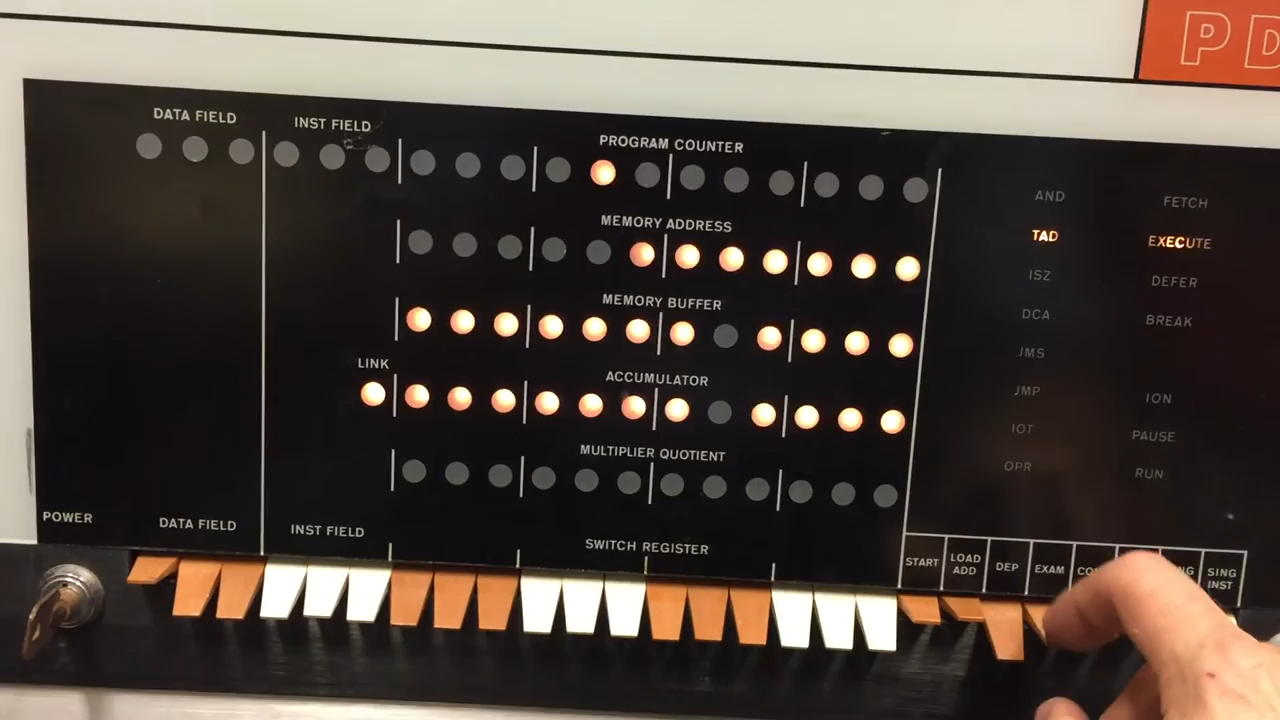 PD
DATA FIELD
INST FIELD
PROGRAM COUNTER
MEMORY ADDRESS
MEMORY BUFFER
LINK
ACCUMULATOR
MULTIPLIER QUOTIENT
AND
FETCH
TAD
EXECUTE
ISZ
DEFER
DCA
BREAK
JMS
JMP
ION
IOT
PAUSE
OPR
RUN
POWER
DATA FIELD
INST FIELD
SWITCH REGISTER
START
LOAD
ADD
DEP
EXAM
SING
INST